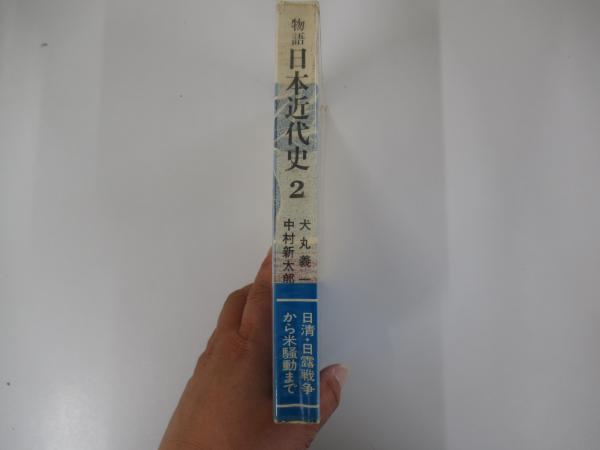 物語
日本近代史
2
犬丸義一
中村新太郎
日清・日露戦争
から米騒動まで